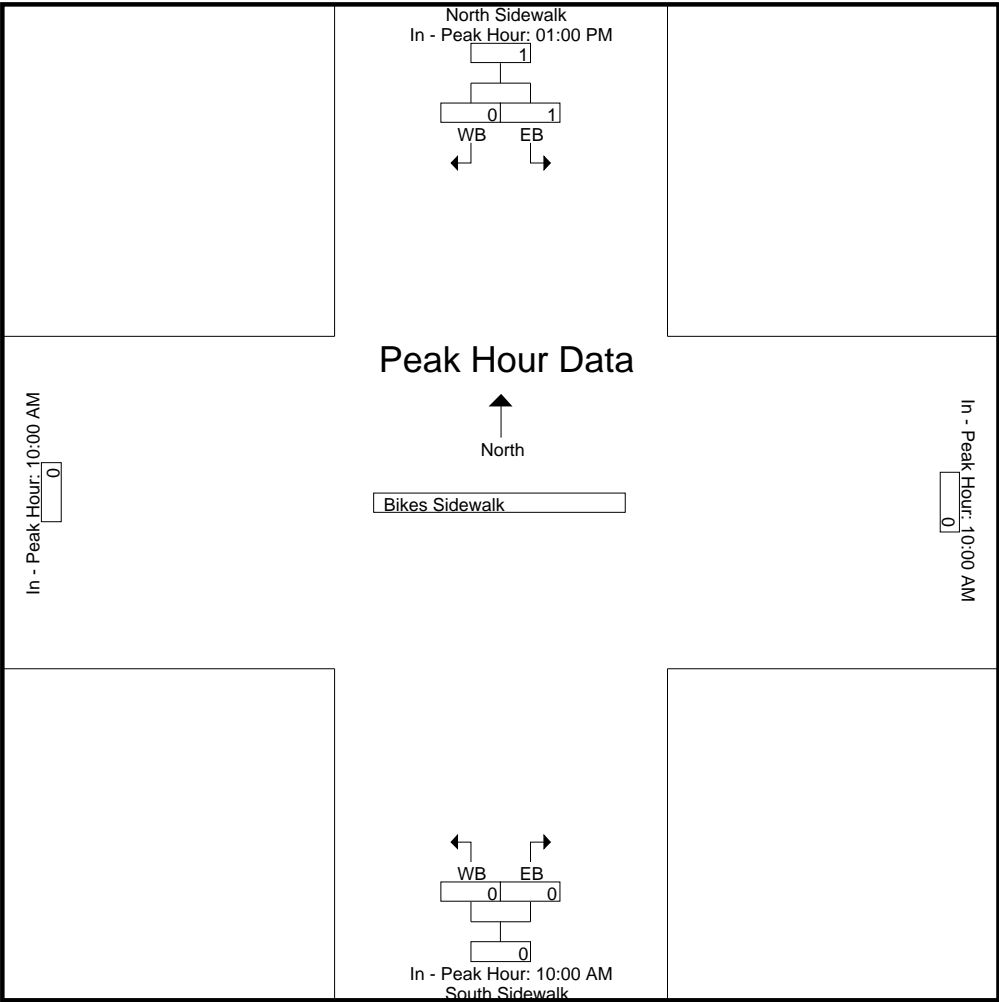 North Sidewalk
In - Peak Hour: 01:00 PM
1
0 1
WB EB
Peak Hour Data
North
In - Peak Hour: 10:00 AM
0
Bikes Sidewalk
In - Peak Hour: 10:00 AM
0
WB EB
0 0
0
In - Peak Hour: 10:00 AM
South Sidewalk